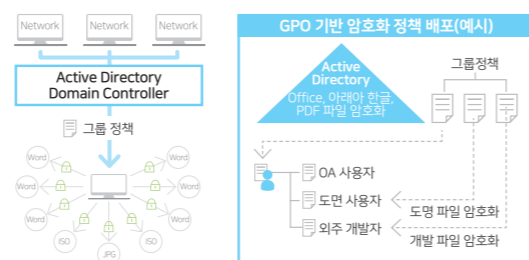 Network
Network
Network
Active Directory
Domain Controller
그룹 정책
Word
Word
Word
Word
Word
Word
ISO
JPG
ISO
GPO 기반 암호화 정책 배포(예시)
Active
Directory
Office, 아래아 한글,
PDF 파일 암호화
그룹정책
OA 사용자
도면 사용자
외주 개발자
도명 파일 암호화
개발 파일 암호화